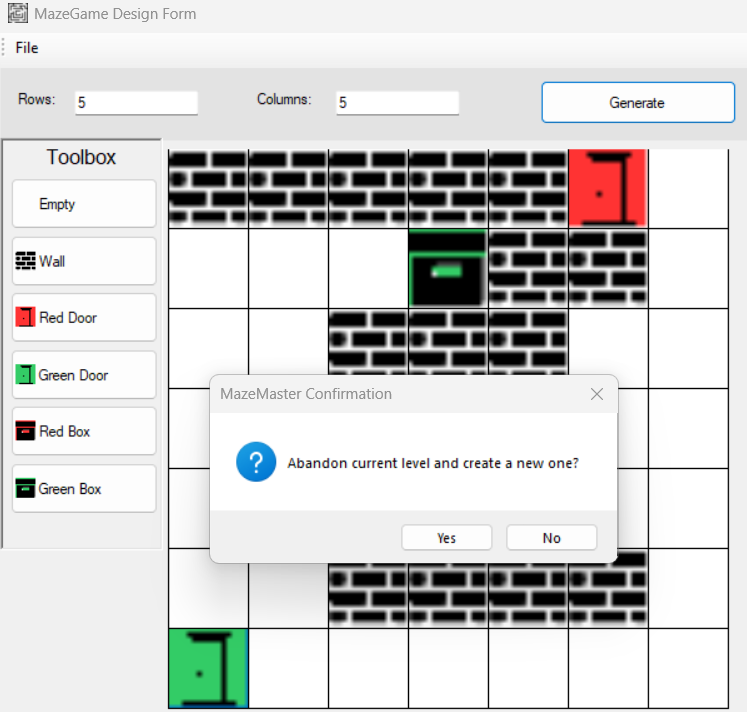 MazeGame Design Form
File
Rows: 5 Columns: 5 Generate
Toolbox
Empty
Wall
Red Door
Green Door
Red Box
Green Box
MazeMaster Confirmation
Abandon current level and create a new one?
Yes No